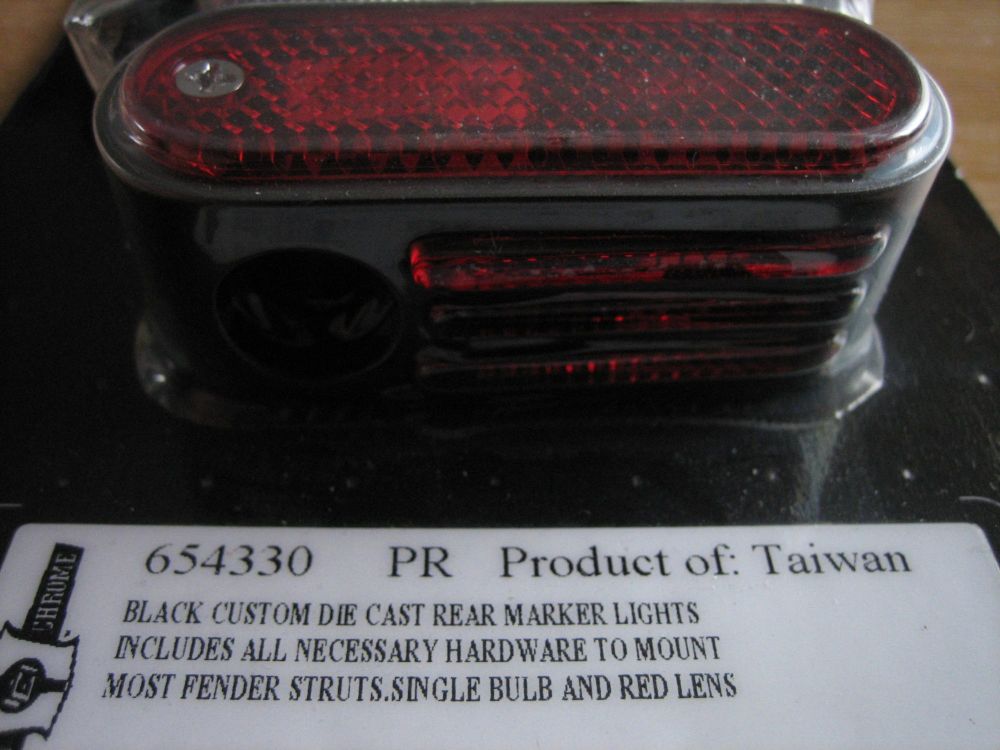 654330 PR Product of: Taiwan
CHROME
BLACK CUSTOM DIE CAST REAR MARKER LIGHTS
INCLUDES ALL NECESSARY HARDWARE TO MOUNT
MOST FENDER STRUTS.SINGLE BULB AND RED LENS